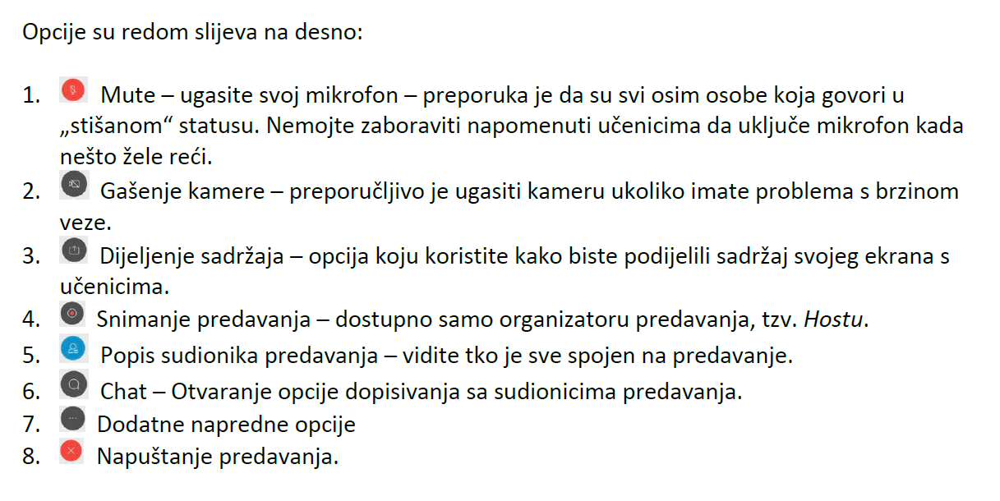 Opcije su redom slijeva na desno:
1. Mute – ugasite svoj mikrofon – preporuka je da su svi osim osobe koja govori u
„stišanom“ statusu. Nemojte zaboraviti napomenuti učenicima da uključe mikrofon kada
nešto žele reći.
2. Gašenje kamere – preporučljivo je ugasiti kameru ukoliko imate problema s brzinom
veze.
3. Dijeljenje sadržaja – opcija koju koristite kako biste podijelili sadržaj svojeg ekrana s
učenicima.
4. Snimanje predavanja – dostupno samo organizatoru predavanja, tzv. Hostu.
5. Popis sudionika predavanja – vidite tko je sve spojen na predavanje.
6. Chat – Otvaranje opcije dopisivanja sa sudionicima predavanja.
7. Dodatne napredne opcije
8. Napuštanje predavanja.